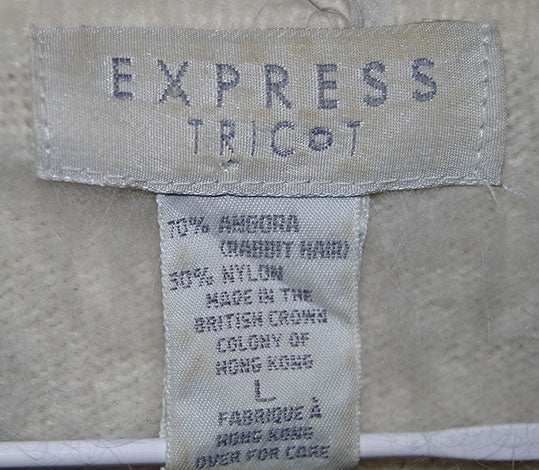 EXPRESS
TRICOT
70% ANGORA
(RABBIT HAIR)
30% NYLON
MADE IN THE
BRITISH CROWN
COLONY OF
HONG KONG
L
FABRIQUE À
HONG KONG
OVER FOR CARE